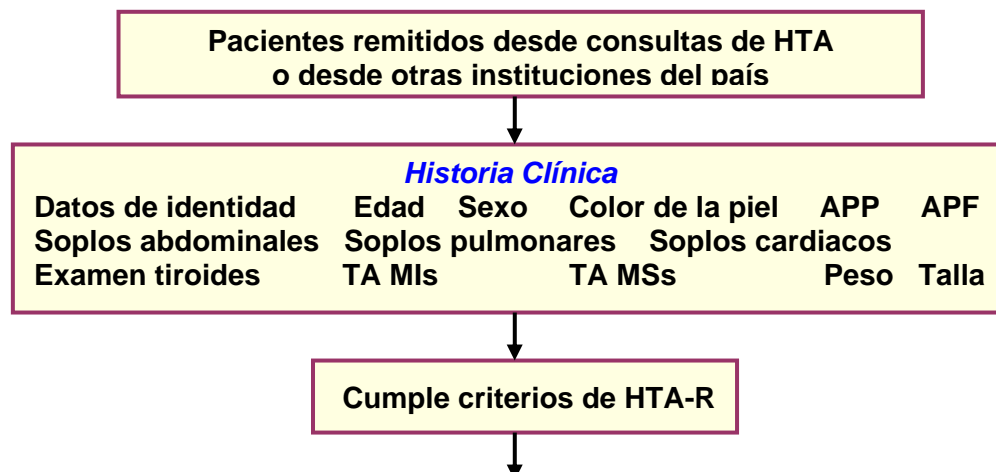 Pacientes remitidos desde consultas de HTA
o desde otras instituciones del país
Historia Clínica
Datos de identidad Edad Sexo Color de la piel APP APF
Soplos abdominales Soplos pulmonares Soplos cardiacos
Examen tiroides TA MIs TA MSs Peso Talla
Cumple criterios de HTA-R